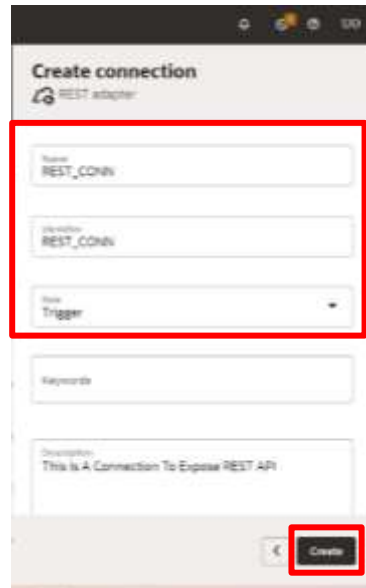 Create connection
REST adapter
Name
REST_CONN
Identifier
REST_CONN
Role
Trigger
Keywords
Description
This Is A Connection To Expose REST API
Create